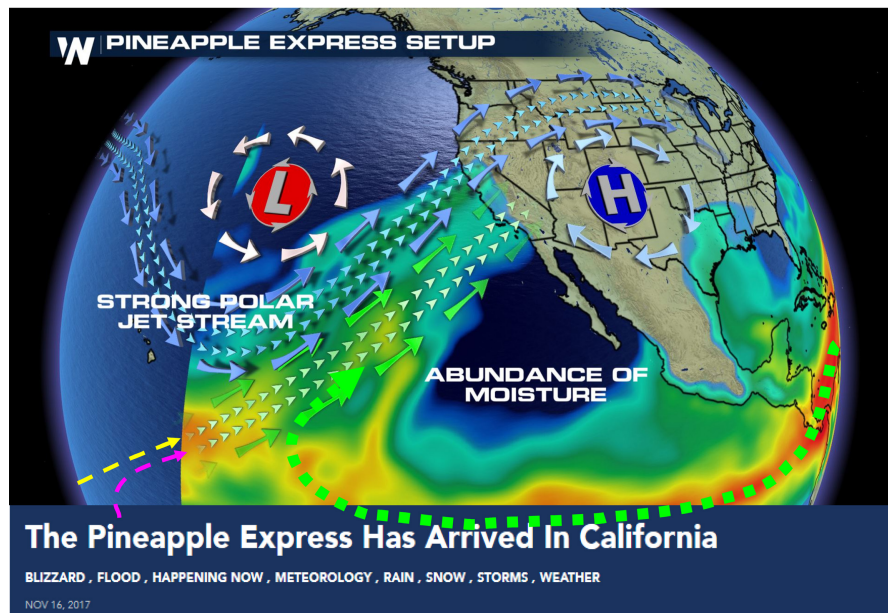 W PINEAPPLE EXPRESS SETUP
L
H
STRONG POLAR
JET STREAM
ABUNDANCE OF
MOISTURE
The Pineapple Express Has Arrived In California
BLIZZARD , FLOOD , HAPPENING NOW , METEOROLOGY , RAIN , SNOW , STORMS , WEATHER
NOV 16, 2017